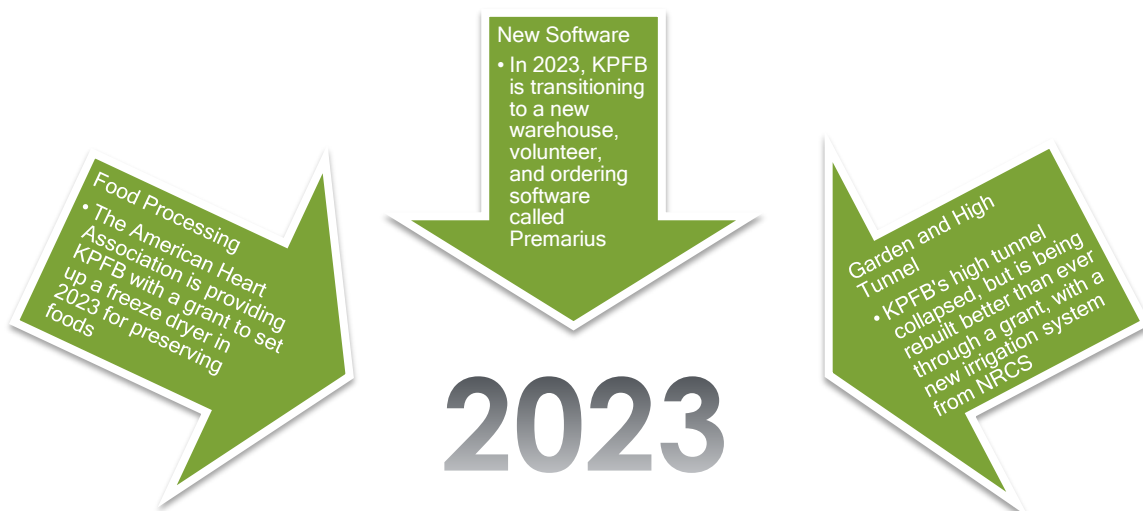 Food Processing
• The American Heart
Association is providing
KPFB with a grant to set
up a freeze dryer in
2023 for preserving
foods
New Software
• In 2023, KPFB
is transitioning
to a new
warehouse,
volunteer,
and ordering
software
called
Premarius
Garden and High
Tunnel
• KPFB's high tunnel
collapsed, but is being
rebuilt better than ever
through a grant, with a
new irrigation system
from NRCS
2023